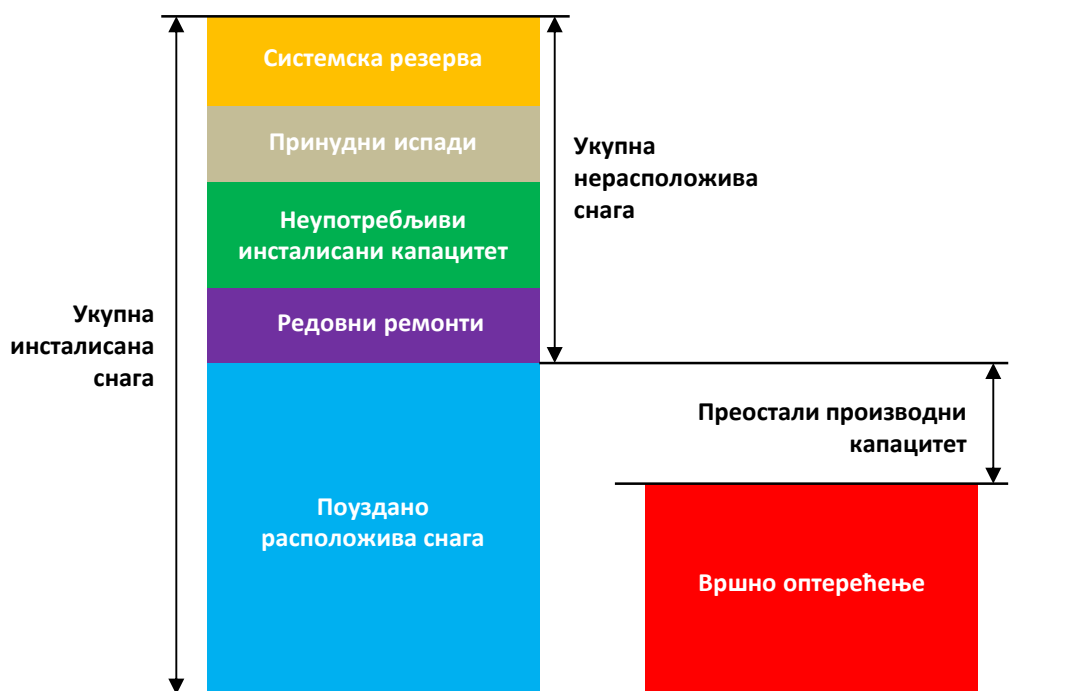 Системска резерва
Принудни испади
Неупотребљиви
инсталисани капацитет
Редовни ремонти
Поуздано
расположива снага
Укупна
инсталисана
снага
Укупна
нерасположива
снага
Преостали производни
капацитет
Вршно оптерећење